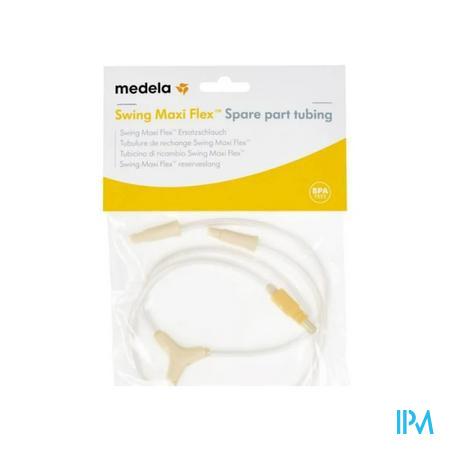 medela
Swing Maxi Flex™ Spare part tubing
Swing Maxi Flex™ Ersatzschlauch
Tubulure de rechange Swing Maxi Flex™
Tubicino di ricambio Swing Maxi Flex™
Swing Maxi Flex™ reserveslang
BPA
FREE
IPM